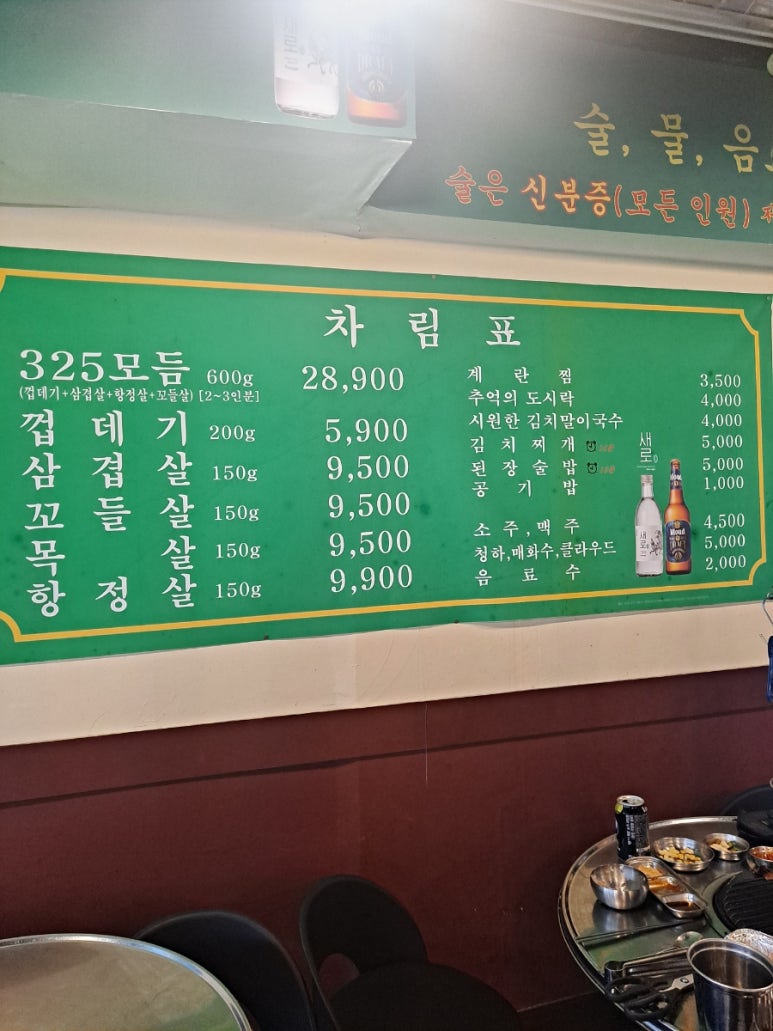 술, 물, 음
술은 신분증(모든 인원)
차 림 표
325모듬 600g 28,900
(껍데기+삼겹살+항정살+꼬들살) [2~3인분]
껍 데 기 200g 5,900
삼 겹 살 150g 9,500
꼬 들 살 150g 9,500
목 살 150g 9,500
항 정 살 150g 9,900
계 란 찜 3,500
추억의 도시락 4,000
시원한 김치말이국수 4,000
김 치 찌 개 5,000
된 장 술 밥 5,000
공 기 밥 1,000
소 주 , 맥 주 4,500
청하,매화수,클라우드 5,000
음 료 수 2,000
새로
새로